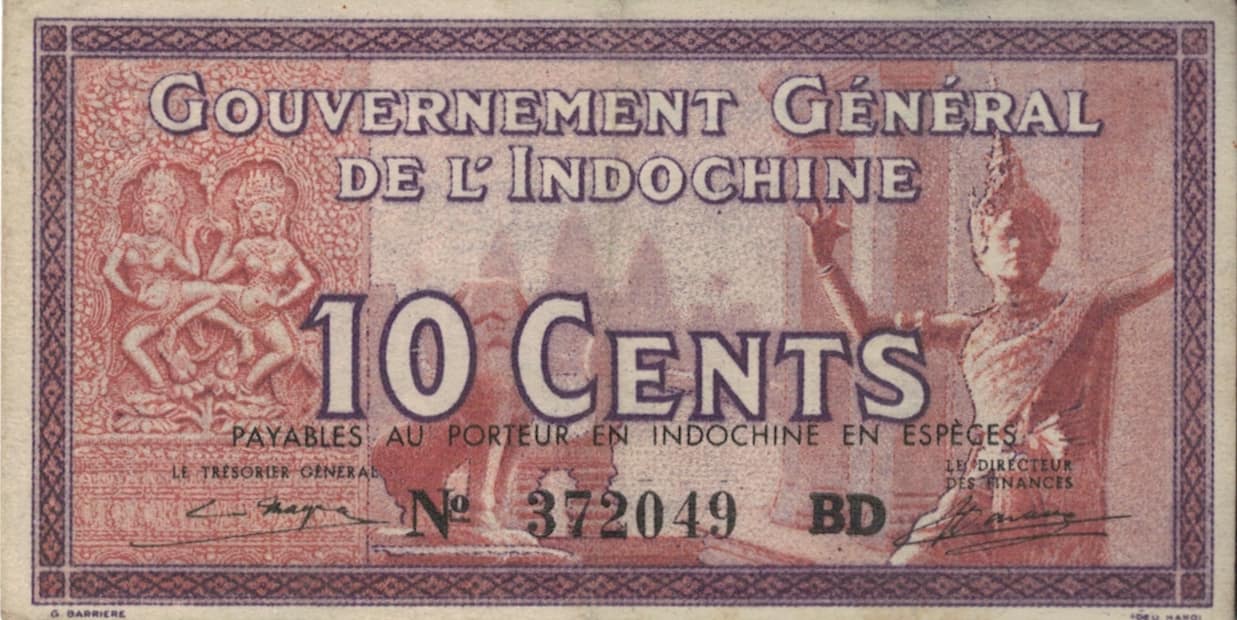 GOUVERNEMENT GÉNÉRAL
DE L'INDOCHINE
10 CENTS
PAYABLES AU PORTEUR EN INDOCHINE EN ESPÈCES
LE TRÉSORIER GÉNÉRAL
LE DIRECTEUR
DES FINANCES
Nº 372049 BD
G. BARRIERE